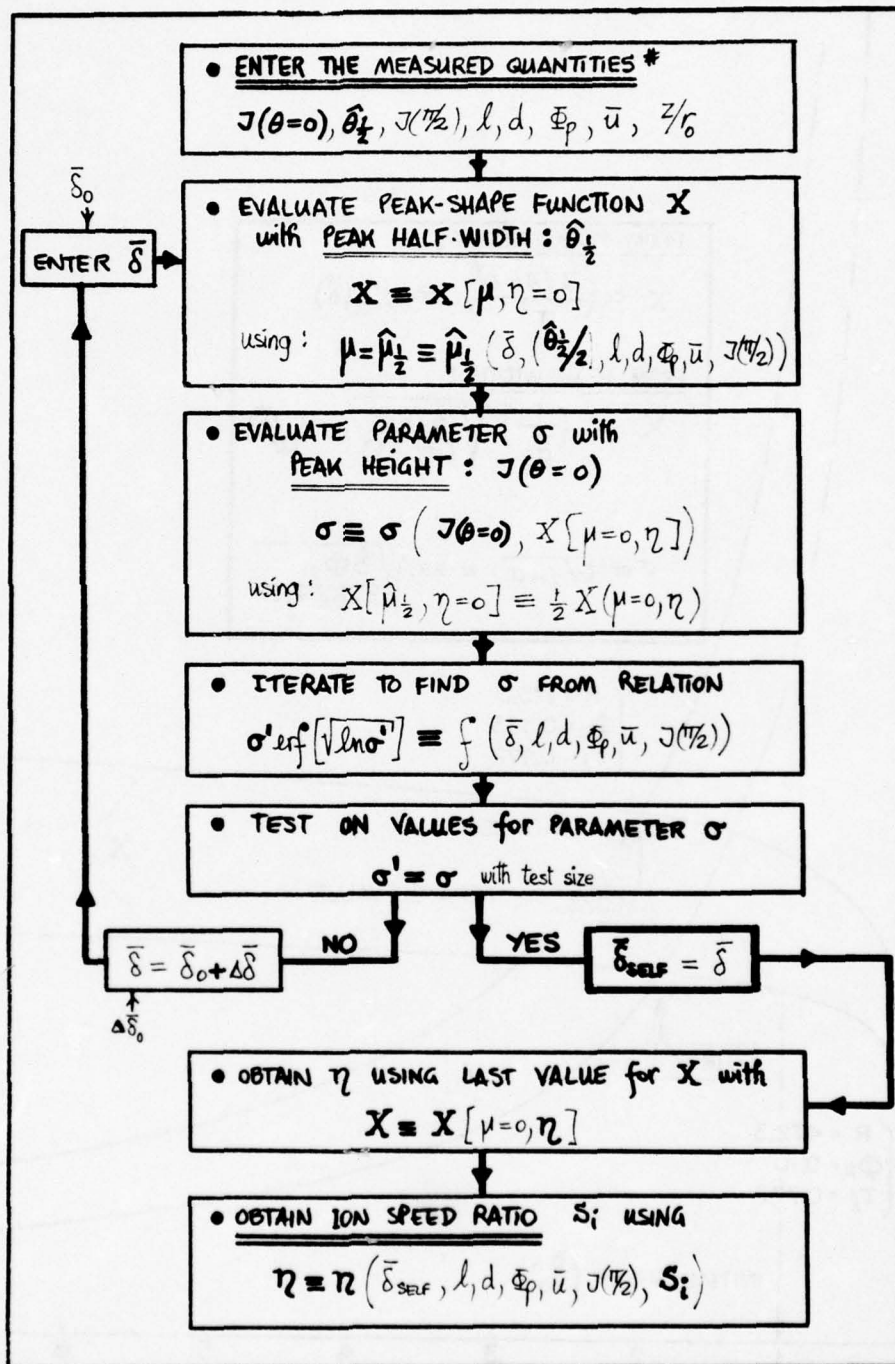 • ENTER THE MEASURED QUANTITIES*
J(θ=0), θ̂½, J(π/2), l, d, Φp, ū, z/r₀
δ̄₀
ENTER δ̄
• EVALUATE PEAK-SHAPE FUNCTION X
with PEAK HALF-WIDTH : θ̂½
X ≡ X [μ, η=0]
using : μ = μ̂½ ≡ μ̂½ (δ̄, (θ̂½/2), l, d, Φp, ū, J(π/2))
• EVALUATE PARAMETER σ with
PEAK HEIGHT : J(θ=0)
σ ≡ σ ( J(θ=0), X [μ=0, η])
using : X[μ̂½, η=0] ≡ ½ X(μ=0, η)
• ITERATE TO FIND σ FROM RELATION
σ' erf [√lnσ'] ≡ f (δ̄, l, d, Φp, ū, J(π/2))
• TEST ON VALUES for PARAMETER σ
σ' = σ with test size
NO
YES
δ̄ = δ̄₀ + Δδ̄
Δδ̄₀
δ̄SELF = δ̄
• OBTAIN η USING LAST VALUE for X with
X ≡ X [μ=0, η]
• OBTAIN ION SPEED RATIO Si USING
η ≡ η (δ̄SELF, l, d, Φp, ū, J(π/2), Si)